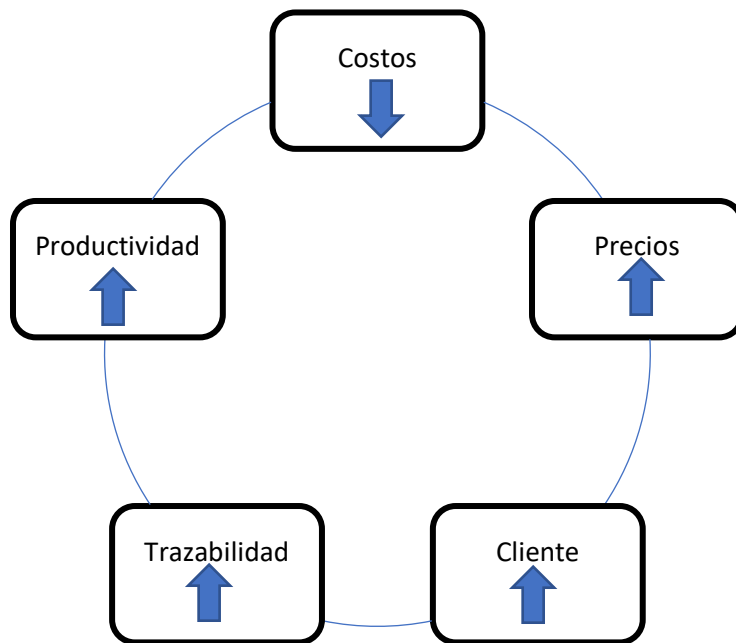 Costos
Precios
Cliente
Trazabilidad
Productividad